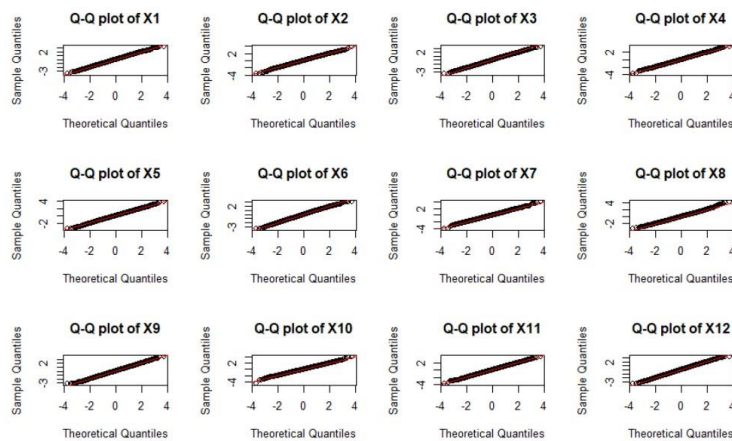 Q-Q plot of X1
Sample Quantiles
2
-3
-4 -2 0 2 4
Theoretical Quantiles
Q-Q plot of X2
Sample Quantiles
2
-4
-4 -2 0 2 4
Theoretical Quantiles
Q-Q plot of X3
Sample Quantiles
2
-3
-4 -2 0 2 4
Theoretical Quantiles
Q-Q plot of X4
Sample Quantiles
2
-4
-4 -2 0 2 4
Theoretical Quantiles
Q-Q plot of X5
Sample Quantiles
4
-2
-4 -2 0 2 4
Theoretical Quantiles
Q-Q plot of X6
Sample Quantiles
2
-3
-4 -2 0 2 4
Theoretical Quantiles
Q-Q plot of X7
Sample Quantiles
2
-4
-4 -2 0 2 4
Theoretical Quantiles
Q-Q plot of X8
Sample Quantiles
4
-2
-4 -2 0 2 4
Theoretical Quantiles
Q-Q plot of X9
Sample Quantiles
2
-3
-4 -2 0 2 4
Theoretical Quantiles
Q-Q plot of X10
Sample Quantiles
2
-4
-4 -2 0 2 4
Theoretical Quantiles
Q-Q plot of X11
Sample Quantiles
2
-4
-4 -2 0 2 4
Theoretical Quantiles
Q-Q plot of X12
Sample Quantiles
2
-3
-4 -2 0 2 4
Theoretical Quantiles